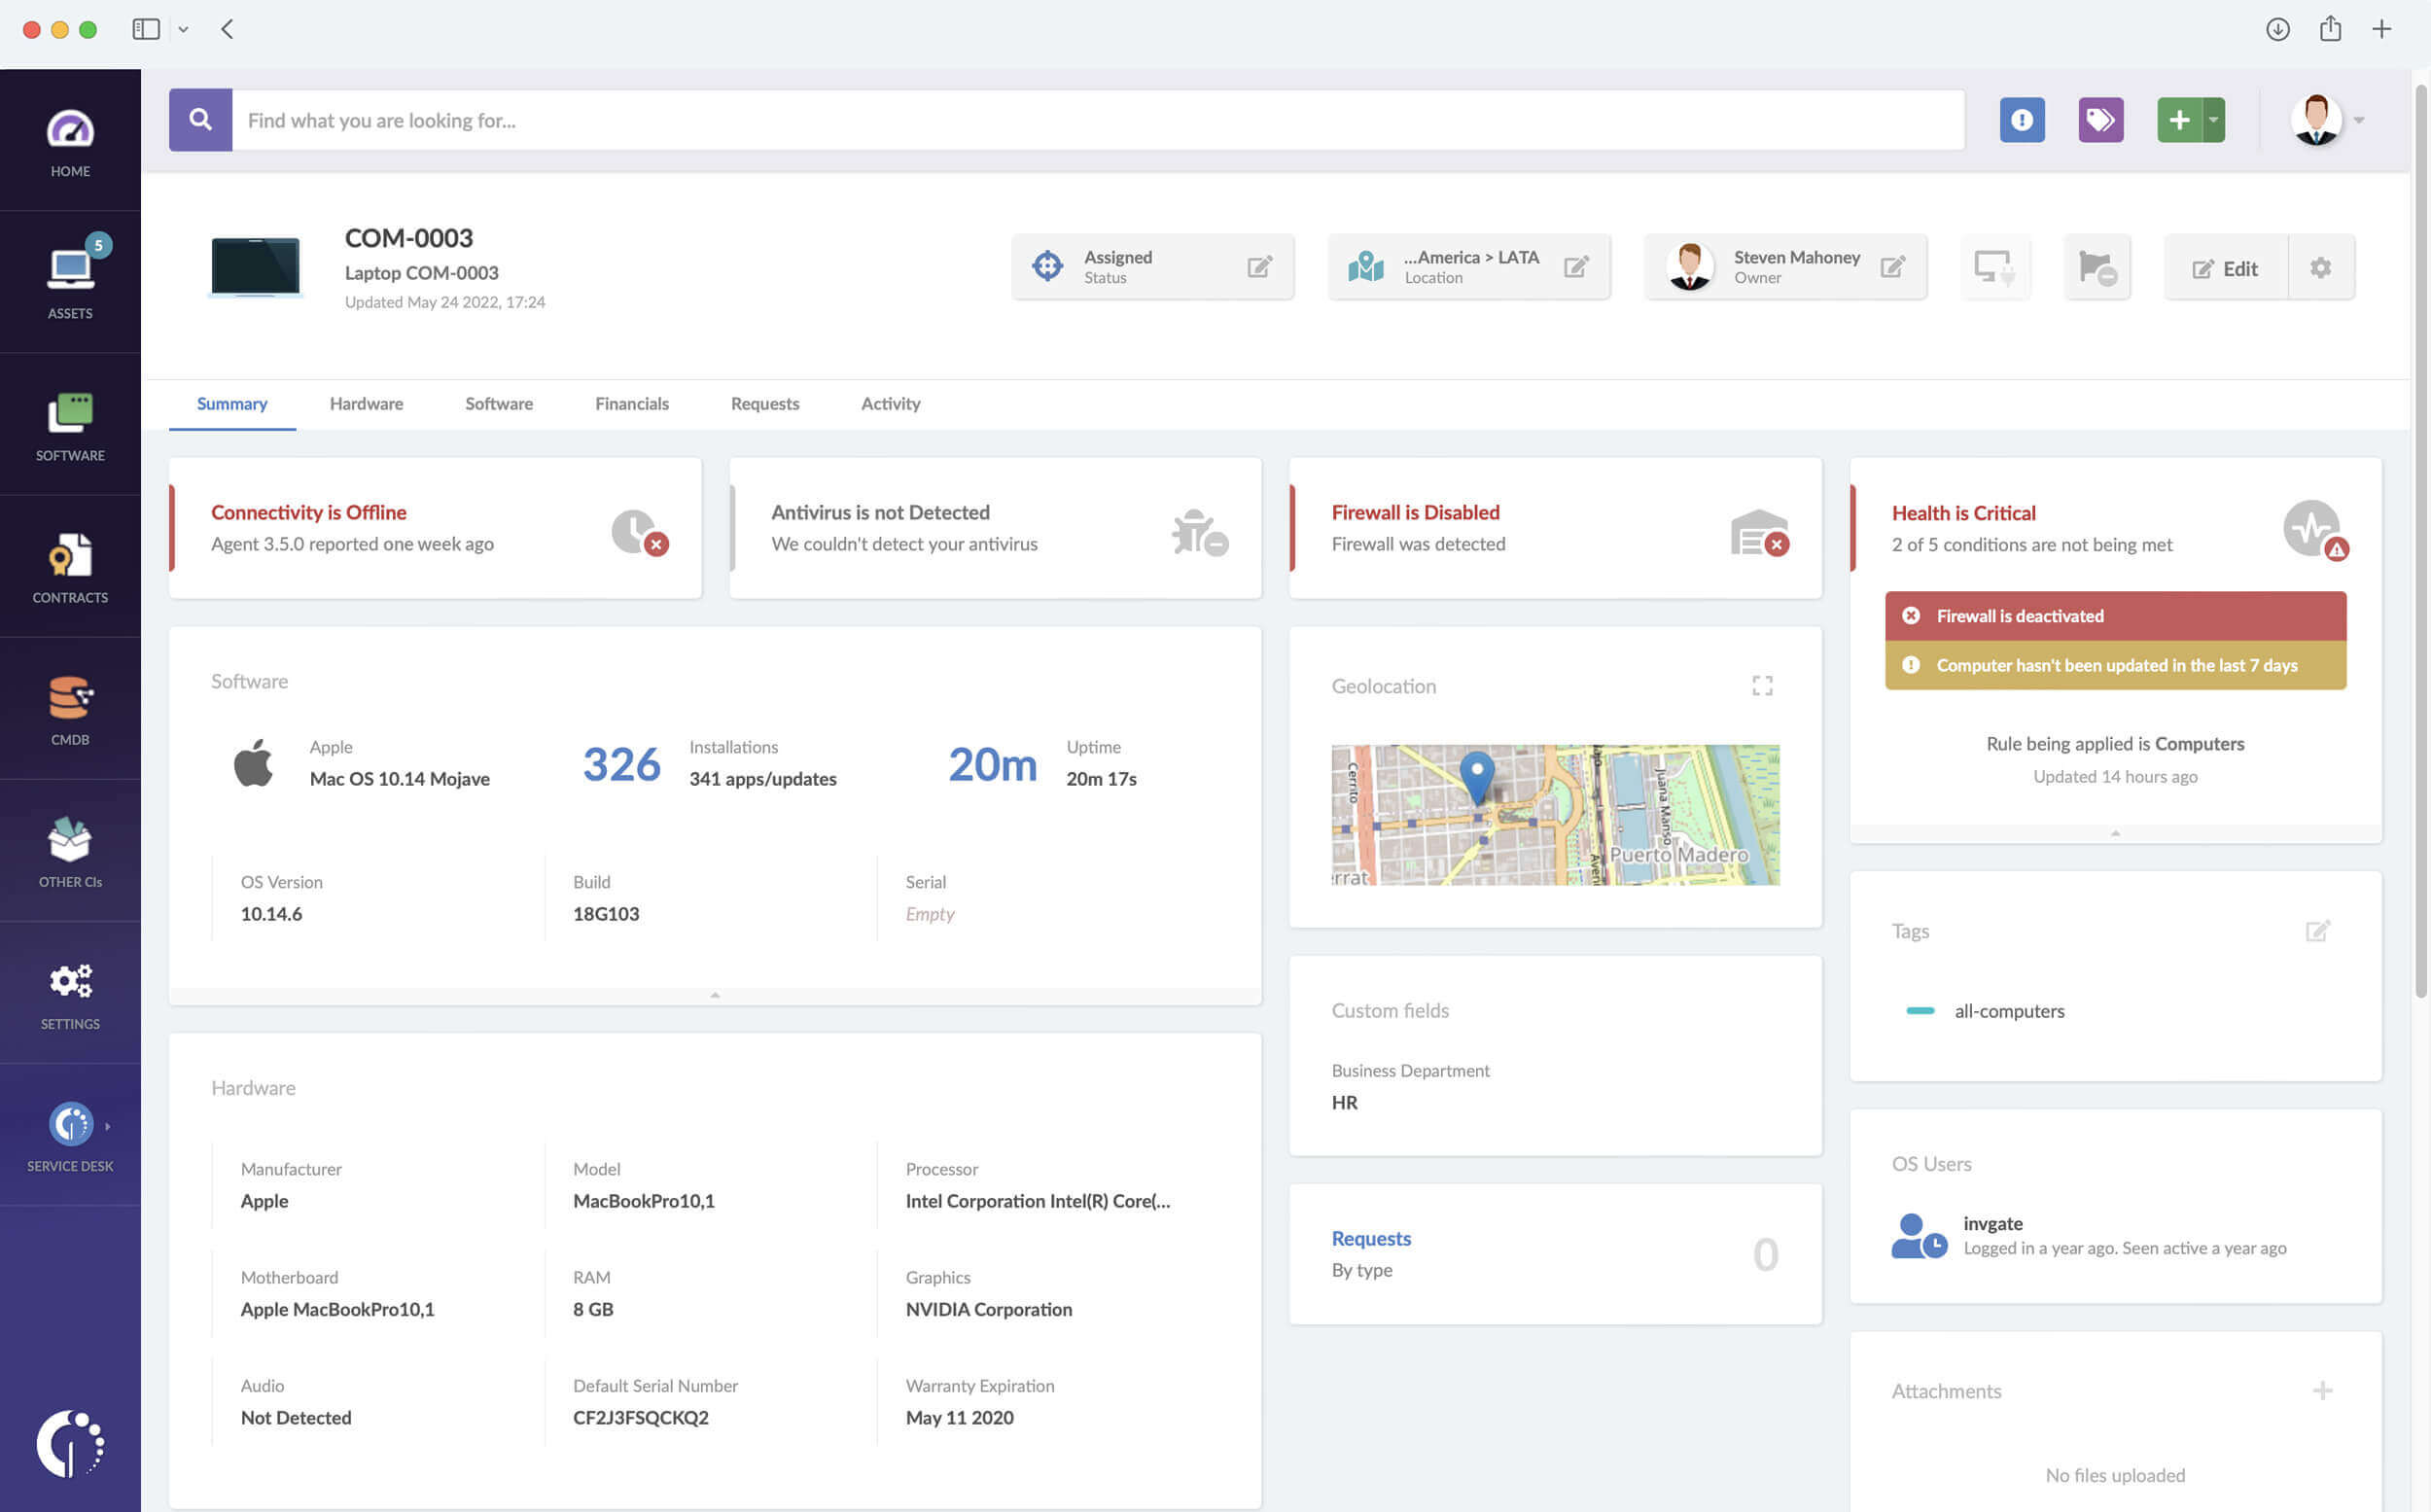 Find what you are looking for...
HOME
5
ASSETS
SOFTWARE
CONTRACTS
CMDB
OTHER CIs
SETTINGS
SERVICE DESK
COM-0003
Laptop COM-0003
Updated May 24 2022, 17:24
Assigned
Status
...America > LATA
Location
Steven Mahoney
Owner
Edit
Summary
Hardware
Software
Financials
Requests
Activity
Connectivity is Offline
Agent 3.5.0 reported one week ago
Antivirus is not Detected
We couldn't detect your antivirus
Firewall is Disabled
Firewall was detected
Health is Critical
2 of 5 conditions are not being met
Firewall is deactivated
Computer hasn't been updated in the last 7 days
Rule being applied is Computers
Updated 14 hours ago
Software
Apple
Mac OS 10.14 Mojave
326
Installations
341 apps/updates
20m
Uptime
20m 17s
OS Version
10.14.6
Build
18G103
Serial
Empty
Geolocation
Cerrito
Juana Manso
Puerto Madero
Tags
all-computers
Custom fields
Business Department
HR
Hardware
Manufacturer
Apple
Model
MacBookPro10,1
Processor
Intel Corporation Intel(R) Core(...
Motherboard
Apple MacBookPro10,1
RAM
8 GB
Graphics
NVIDIA Corporation
Audio
Not Detected
Default Serial Number
CF2J3FSQCKQ2
Warranty Expiration
May 11 2020
Requests
By type
0
OS Users
invgate
Logged in a year ago. Seen active a year ago
Attachments
No files uploaded